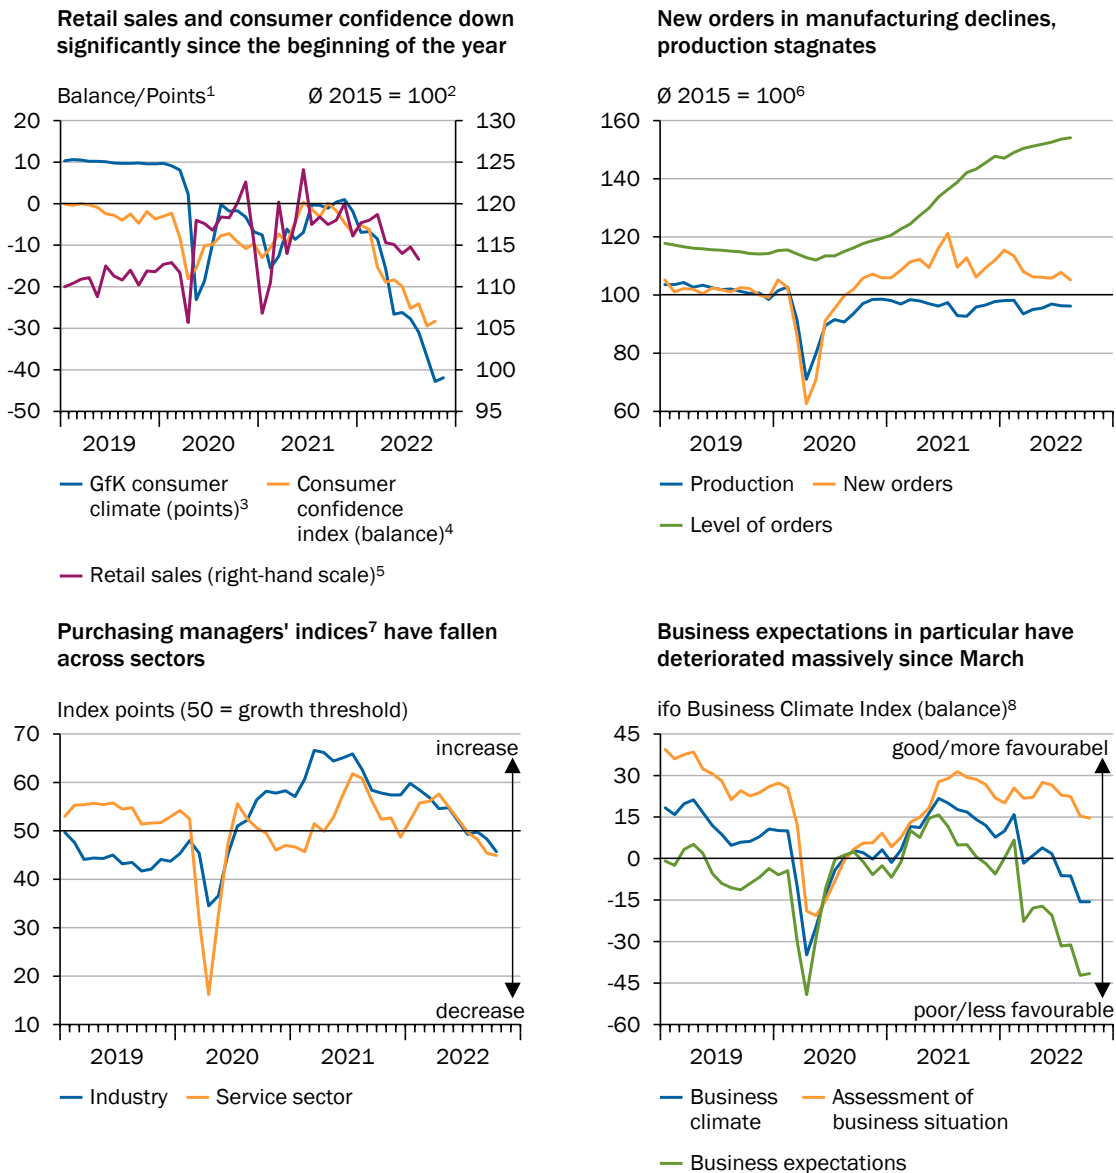 Retail sales and consumer confidence down
significantly since the beginning of the year
Balance/Points¹ Ø 2015 = 100²
20 130
10 125
0 120
-10 115
-20 110
-30 105
-40 100
-50 95
2019 2020 2021 2022
GfK consumer
climate (points)³
Consumer
confidence
index (balance)⁴
Retail sales (right-hand scale)⁵
New orders in manufacturing declines,
production stagnates
Ø 2015 = 100⁶
160
140
120
100
80
60
2019 2020 2021 2022
Production New orders
Level of orders
Purchasing managers' indices⁷ have fallen
across sectors
Index points (50 = growth threshold)
70
increase
60
50
40
30
20
decrease
10
2019 2020 2021 2022
Industry Service sector
Business expectations in particular have
deteriorated massively since March
ifo Business Climate Index (balance)⁸
45
good/more favourabel
30
15
0
-15
-30
-45
poor/less favourable
-60
2019 2020 2021 2022
Business
climate
Assessment of
business situation
Business expectations